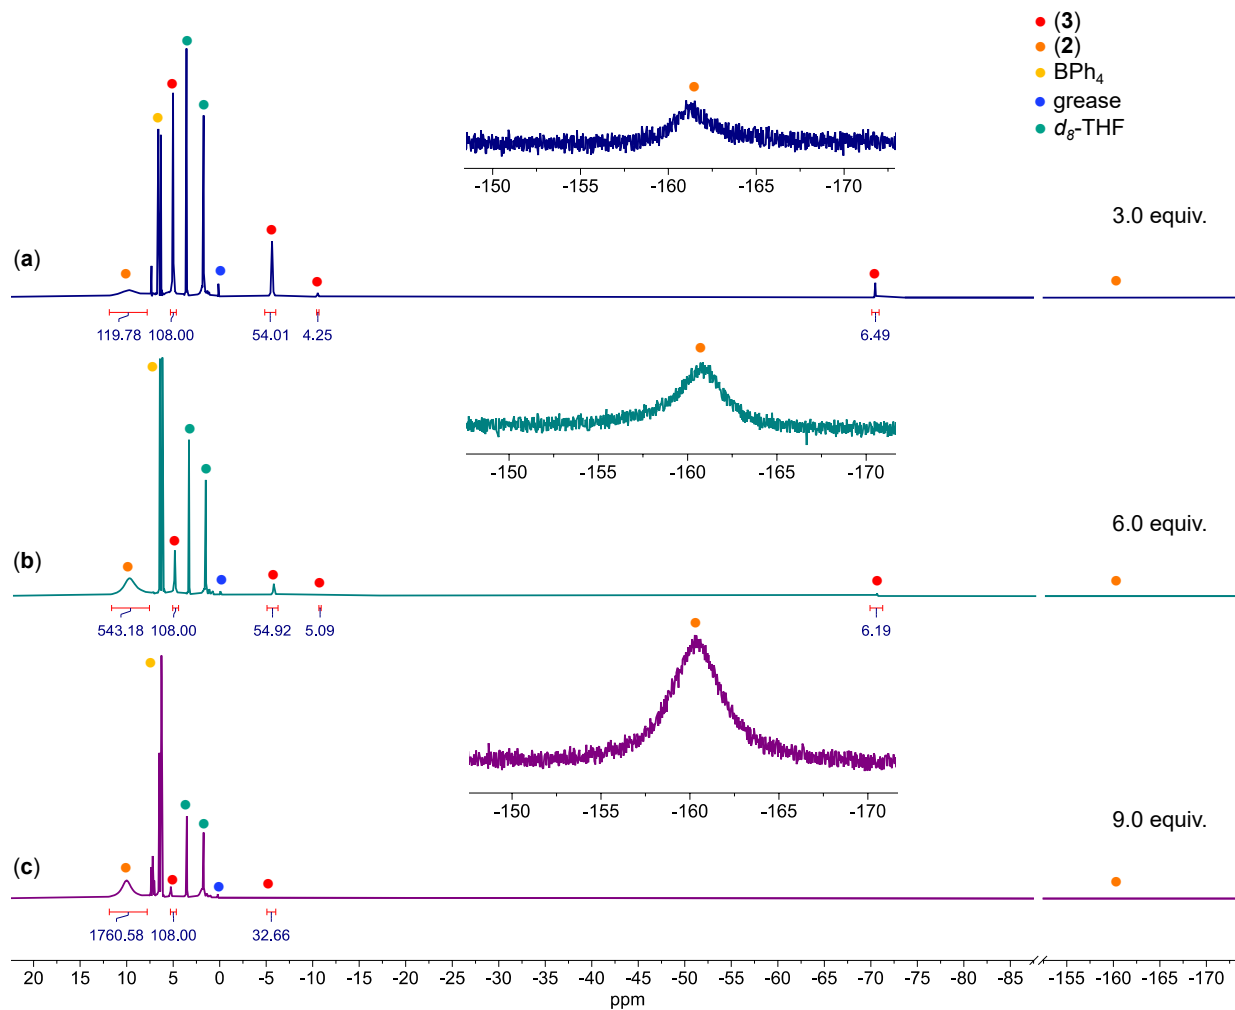 (3)
(2)
BPh4
grease
d8-THF
-150 -155 -160 -165 -170
3.0 equiv.
(a)
119.78 108.00 54.01 4.25 6.49
-150 -155 -160 -165 -170
6.0 equiv.
(b)
543.18 108.00 54.92 5.09 6.19
-150 -155 -160 -165 -170
9.0 equiv.
(c)
1760.58 108.00 32.66
20 15 10 5 0 -5 -10 -15 -20 -25 -30 -35 -40 -45 -50 -55 -60 -65 -70 -75 -80 -85 -155 -160 -165 -170
ppm